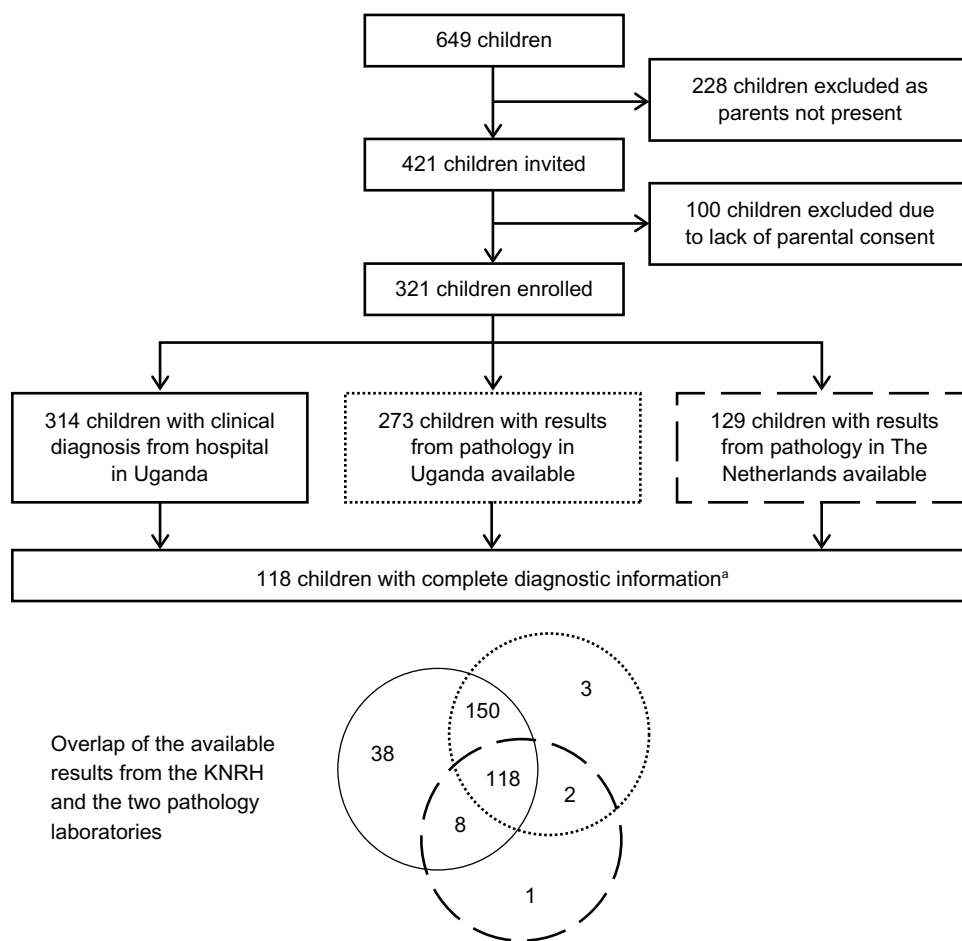 649 children
228 children excluded as
parents not present
421 children invited
100 children excluded due
to lack of parental consent
321 children enrolled
314 children with clinical
diagnosis from hospital
in Uganda
273 children with results
from pathology in
Uganda available
129 children with results
from pathology in The
Netherlands available
118 children with complete diagnostic informationᵃ
Overlap of the available
results from the KNRH
and the two pathology
laboratories
3
150
38
118
2
8
1